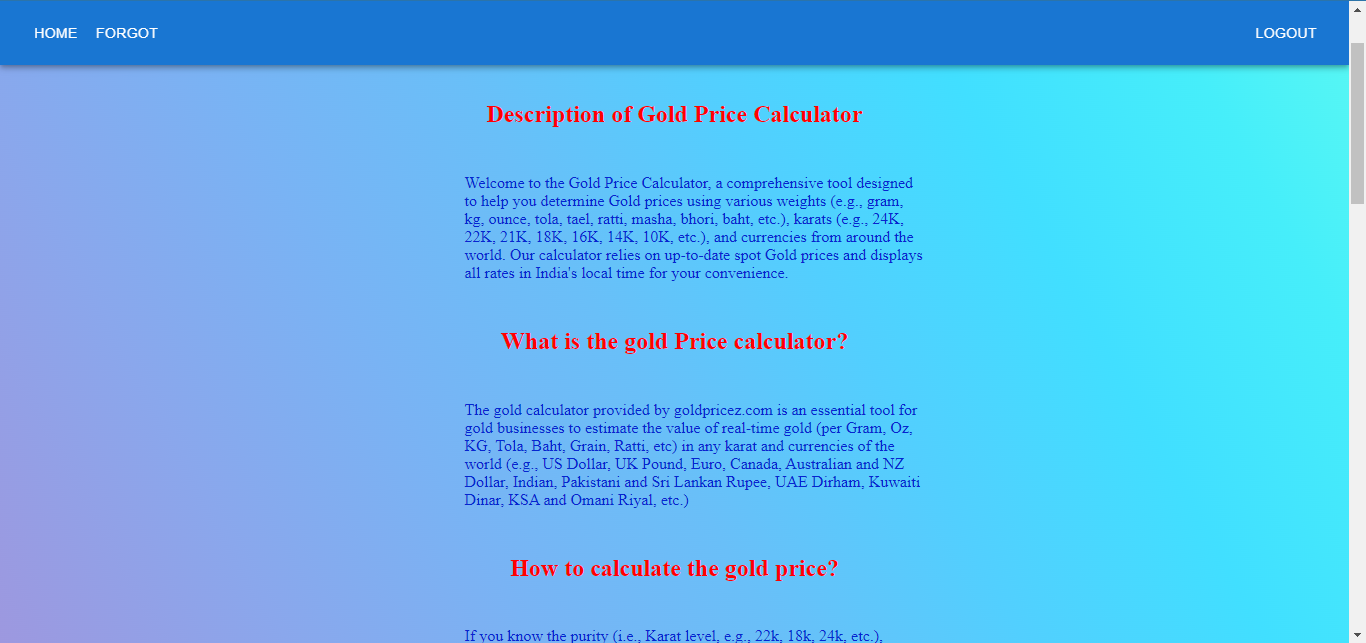 HOME FORGOT LOGOUT
Description of Gold Price Calculator
Welcome to the Gold Price Calculator, a comprehensive tool designed
to help you determine Gold prices using various weights (e.g., gram,
kg, ounce, tola, tael, ratti, masha, bhori, baht, etc.), karats (e.g., 24K,
22K, 21K, 18K, 16K, 14K, 10K, etc.), and currencies from around the
world. Our calculator relies on up-to-date spot Gold prices and displays
all rates in India's local time for your convenience.
What is the gold Price calculator?
The gold calculator provided by goldpricez.com is an essential tool for
gold businesses to estimate the value of real-time gold (per Gram, Oz,
KG, Tola, Baht, Grain, Ratti, etc) in any karat and currencies of the
world (e.g., US Dollar, UK Pound, Euro, Canada, Australian and NZ
Dollar, Indian, Pakistani and Sri Lankan Rupee, UAE Dirham, Kuwaiti
Dinar, KSA and Omani Riyal, etc.)
How to calculate the gold price?
If you know the purity (i.e., Karat level, e.g., 22k, 18k, 24k, etc.),